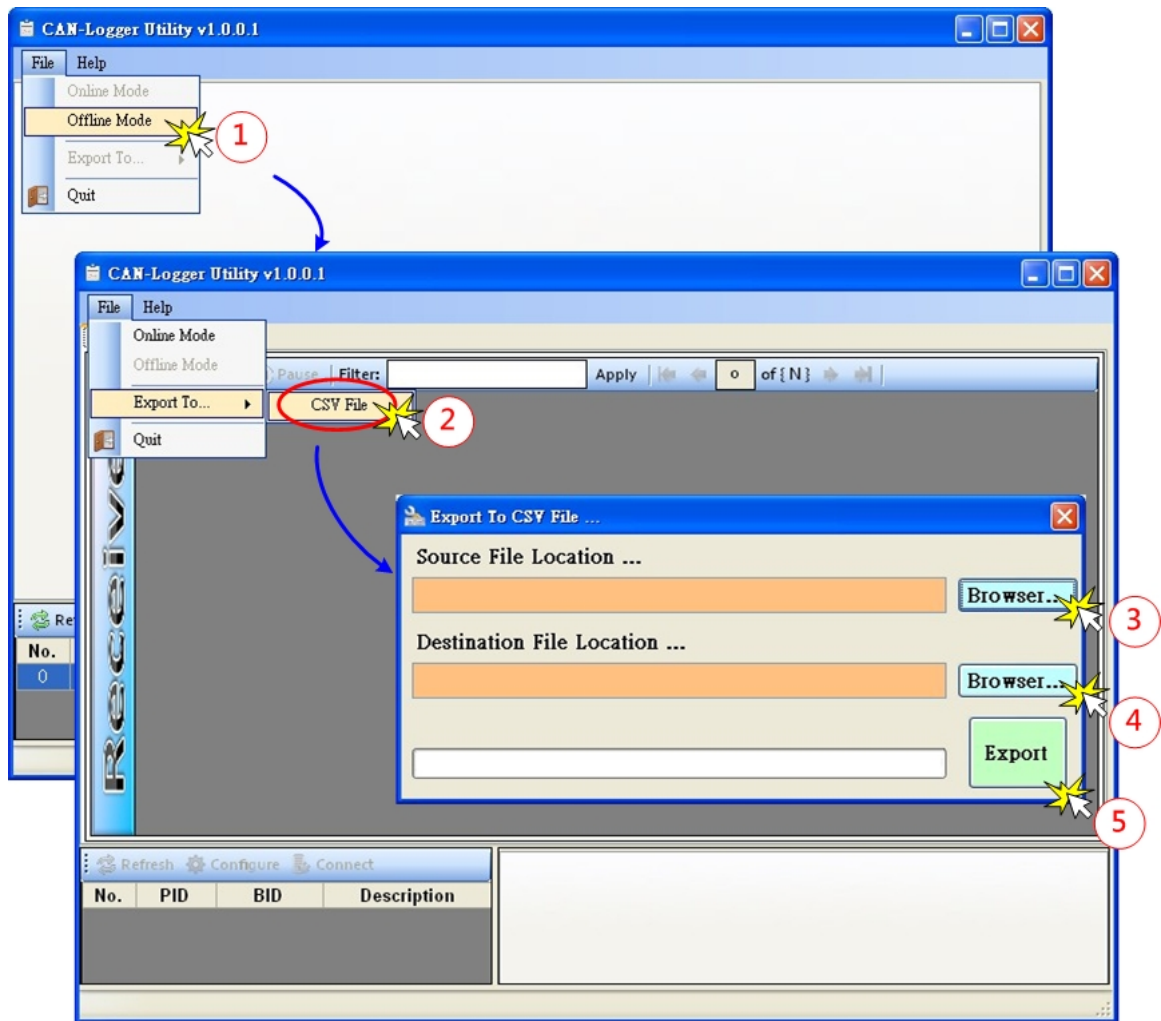 CAN-Logger Utility v1.0.0.1
File Help
Online Mode
Offline Mode
1
Export To...
Quit
CAN-Logger Utility v1.0.0.1
File Help
Online Mode
Offline Mode
Pause Filter: Apply 0 of {N}
Export To... CSV File
2
Quit
Receive
Export To CSV File ...
Source File Location ...
Browser...
3
Destination File Location ...
Browser...
4
Export
5
Re
No.
0
Refresh Configure Connect
No. PID BID Description